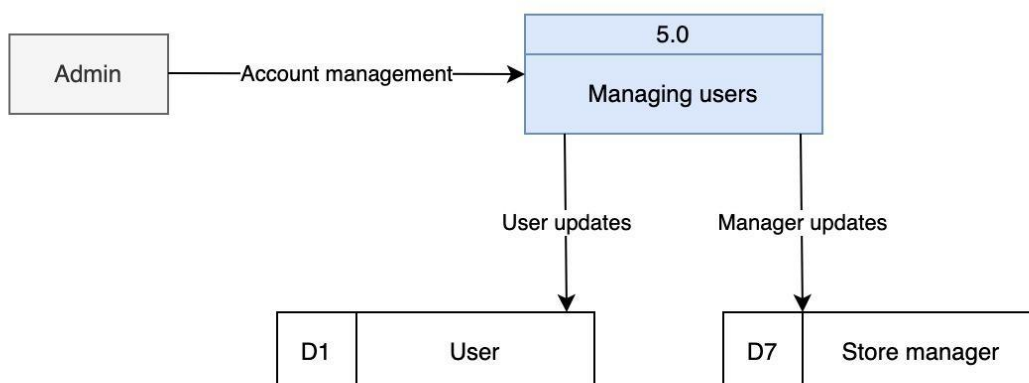 5.0
Admin
Account management
Managing users
User updates
Manager updates
D1
User
D7
Store manager